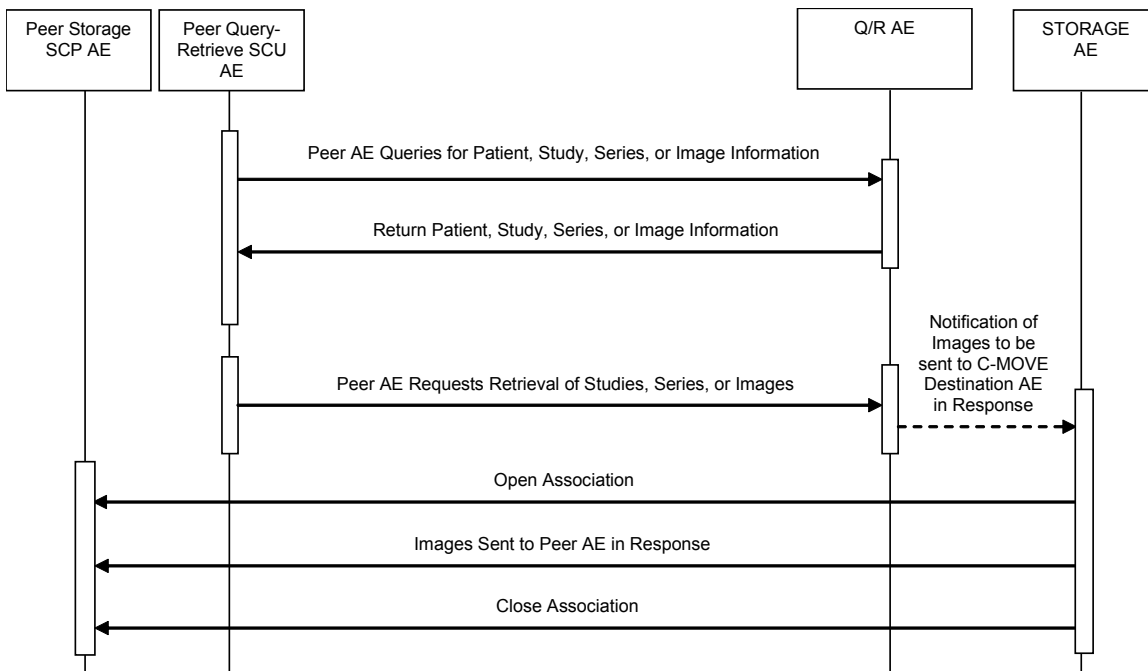 Peer Storage
SCP AE
Peer Query-
Retrieve SCU
AE
Q/R AE
STORAGE
AE
Peer AE Queries for Patient, Study, Series, or Image Information
Return Patient, Study, Series, or Image Information
Notification of
Images to be
sent to C-MOVE
Destination AE
in Response
Peer AE Requests Retrieval of Studies, Series, or Images
Open Association
Images Sent to Peer AE in Response
Close Association